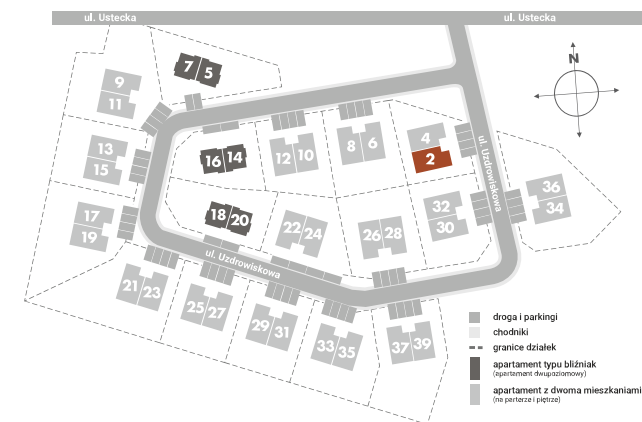 ul. Ustecka
ul. Ustecka
N
7 5
9
11
13
15
16 14
12 10
8 6
4
2
ul. Uzdrowiskowa
36
34
17
19
18 20
22 24
26 28
32
30
ul. Uzdrowiskowa
21 23
25 27
29 31
33 35
37 39
droga i parkingi
chodniki
granice działek
apartament typu bliźniak
(apartament dwupoziomowy)
apartament z dwoma mieszkaniami
(na parterze i piętrze)